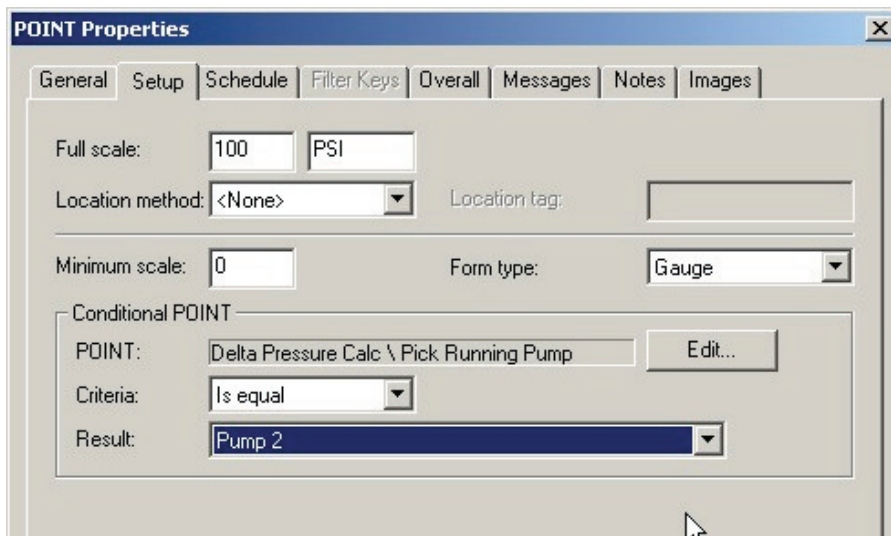 POINT Properties
General Setup Schedule Filter Keys Overall Messages Notes Images
Full scale: 100 PSI
Location method: <None> Location tag:
Minimum scale: 0 Form type: Gauge
Conditional POINT
POINT: Delta Pressure Calc \ Pick Running Pump Edit...
Criteria: Is equal
Result: Pump 2